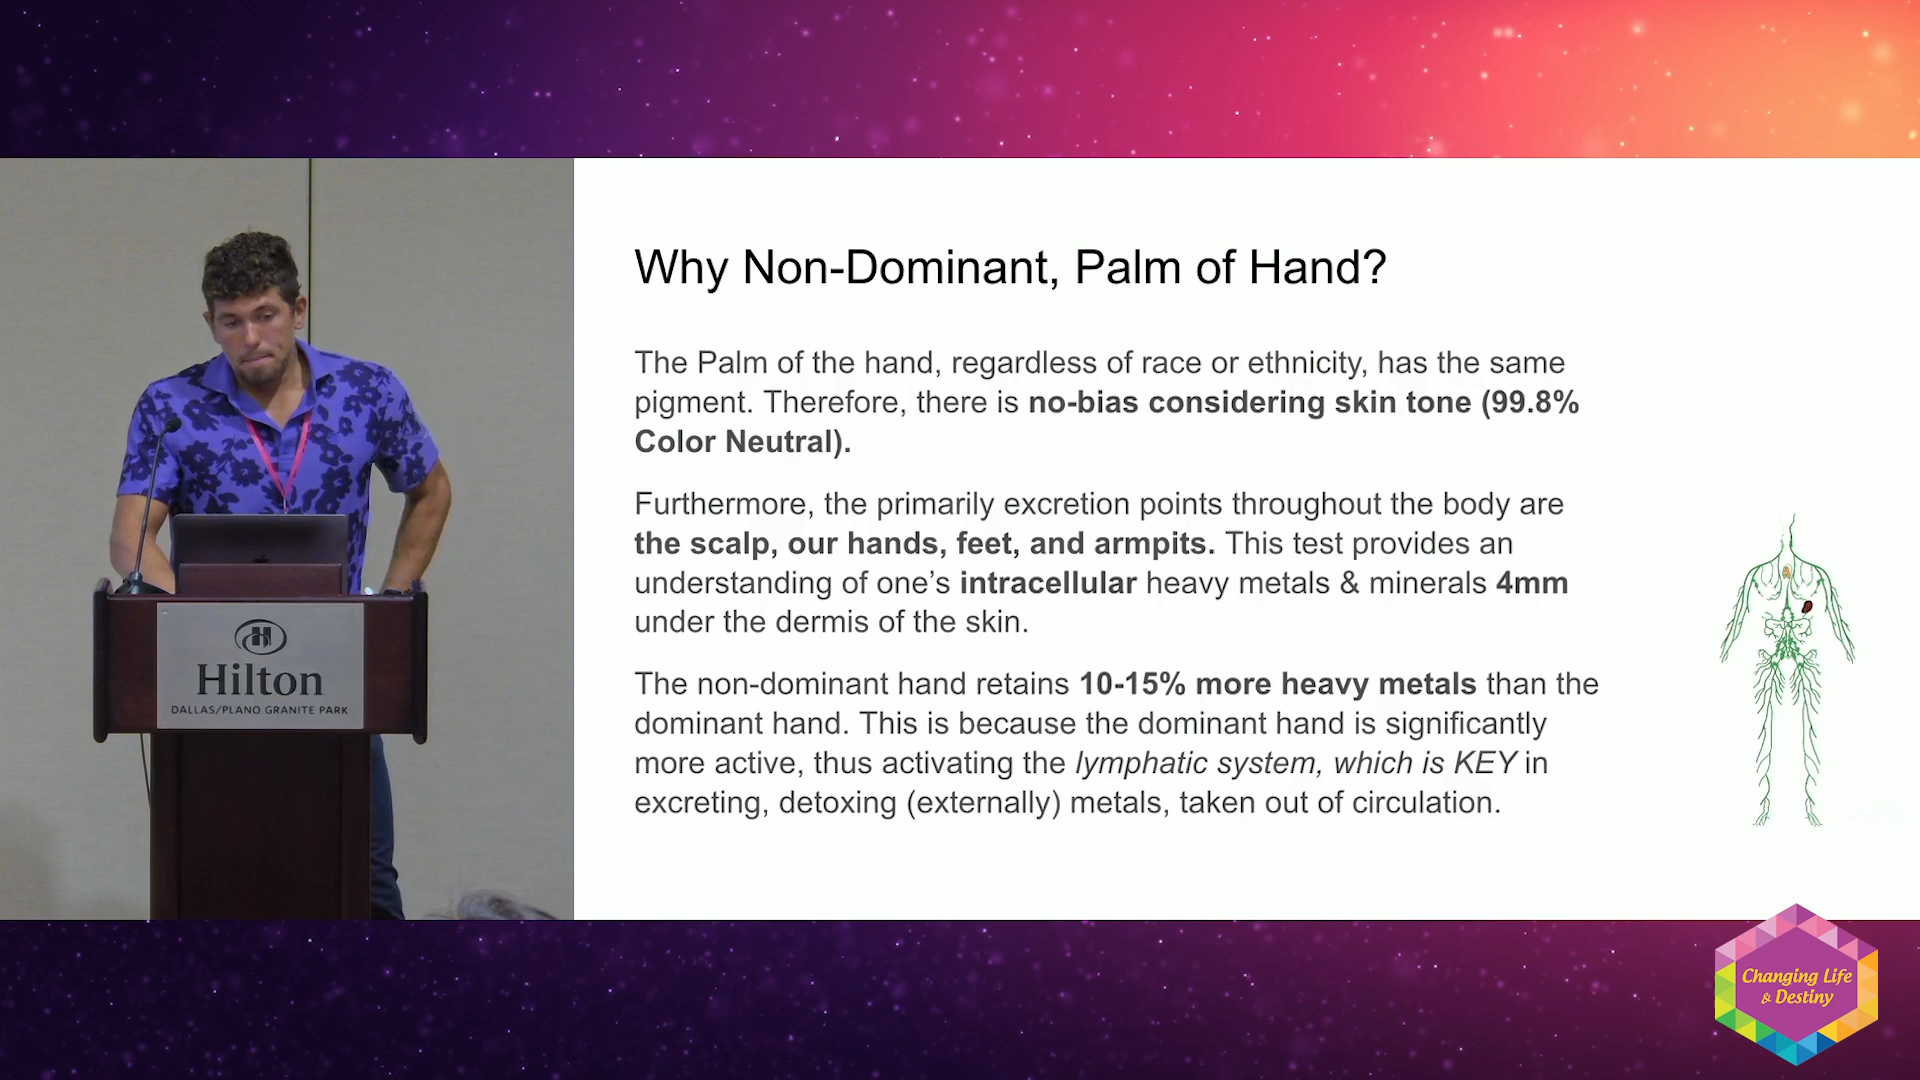 Why Non-Dominant, Palm of Hand?
The Palm of the hand, regardless of race or ethnicity, has the same
pigment. Therefore, there is no-bias considering skin tone (99.8%
Color Neutral).
Furthermore, the primarily excretion points throughout the body are
the scalp, our hands, feet, and armpits. This test provides an
understanding of one’s intracellular heavy metals & minerals 4mm
under the dermis of the skin.
The non-dominant hand retains 10-15% more heavy metals than the
dominant hand. This is because the dominant hand is significantly
more active, thus activating the lymphatic system, which is KEY in
excreting, detoxing (externally) metals, taken out of circulation.
Hilton
DALLAS/PLANO GRANITE PARK
Changing Life
& Destiny